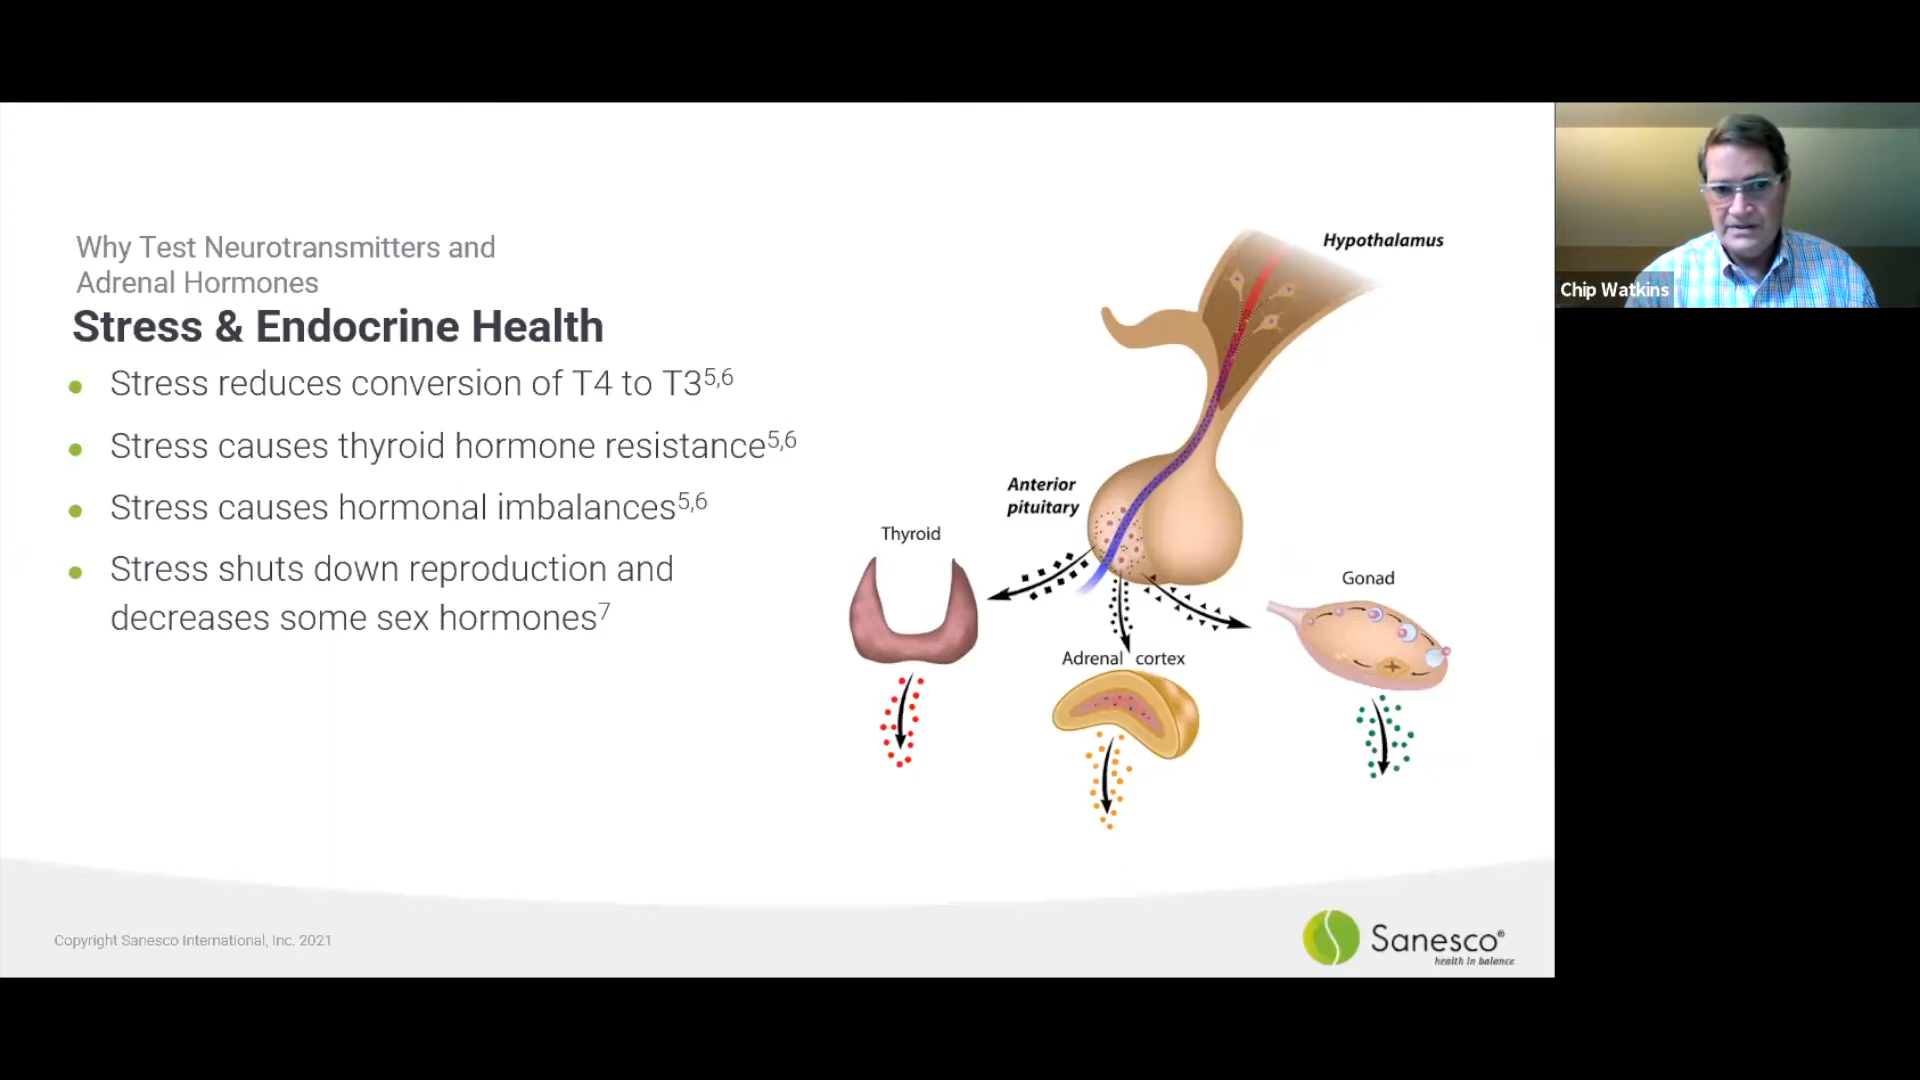 Why Test Neurotransmitters and
Adrenal Hormones
Stress & Endocrine Health
Stress reduces conversion of T4 to T3⁵,⁶
Stress causes thyroid hormone resistance⁵,⁶
Stress causes hormonal imbalances⁵,⁶
Stress shuts down reproduction and
decreases some sex hormones⁷
Hypothalamus
Anterior
pituitary
Thyroid
Gonad
Adrenal cortex
Copyright Sanesco International, Inc. 2021
Sanesco®
health in balance
Chip Watkins